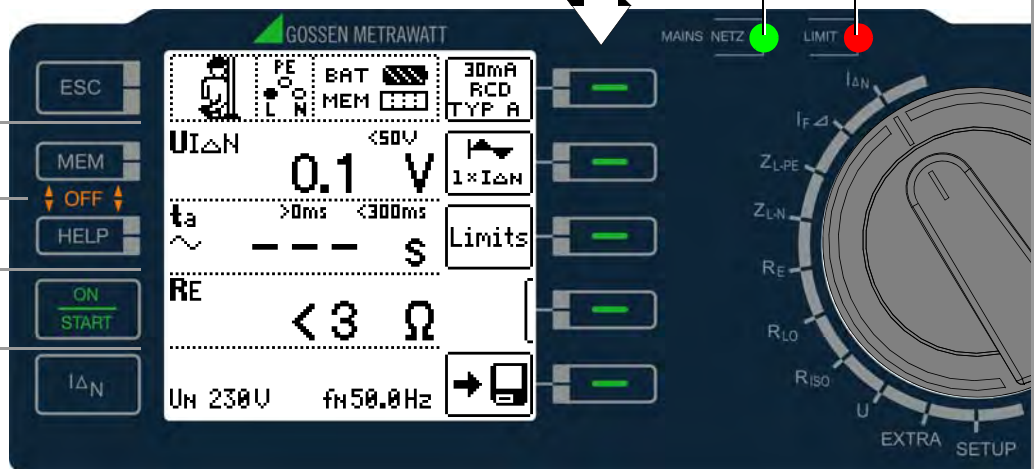 GOSSEN METRAWATT
MAINS NETZ
LIMIT
ESC
MEM
OFF
HELP
ON
START
IΔN
PE
L N
BAT
MEM
30mA
RCD
TYP A
UIΔN
<50V
0.1 V
1×IΔN
ta
>0ms <300ms
--- s
Limits
RE
<3 Ω
UN 230V fN50.0Hz
IΔN
IF
ZL-PE
ZL-N
RE
RLO
RISO
U
EXTRA
SETUP